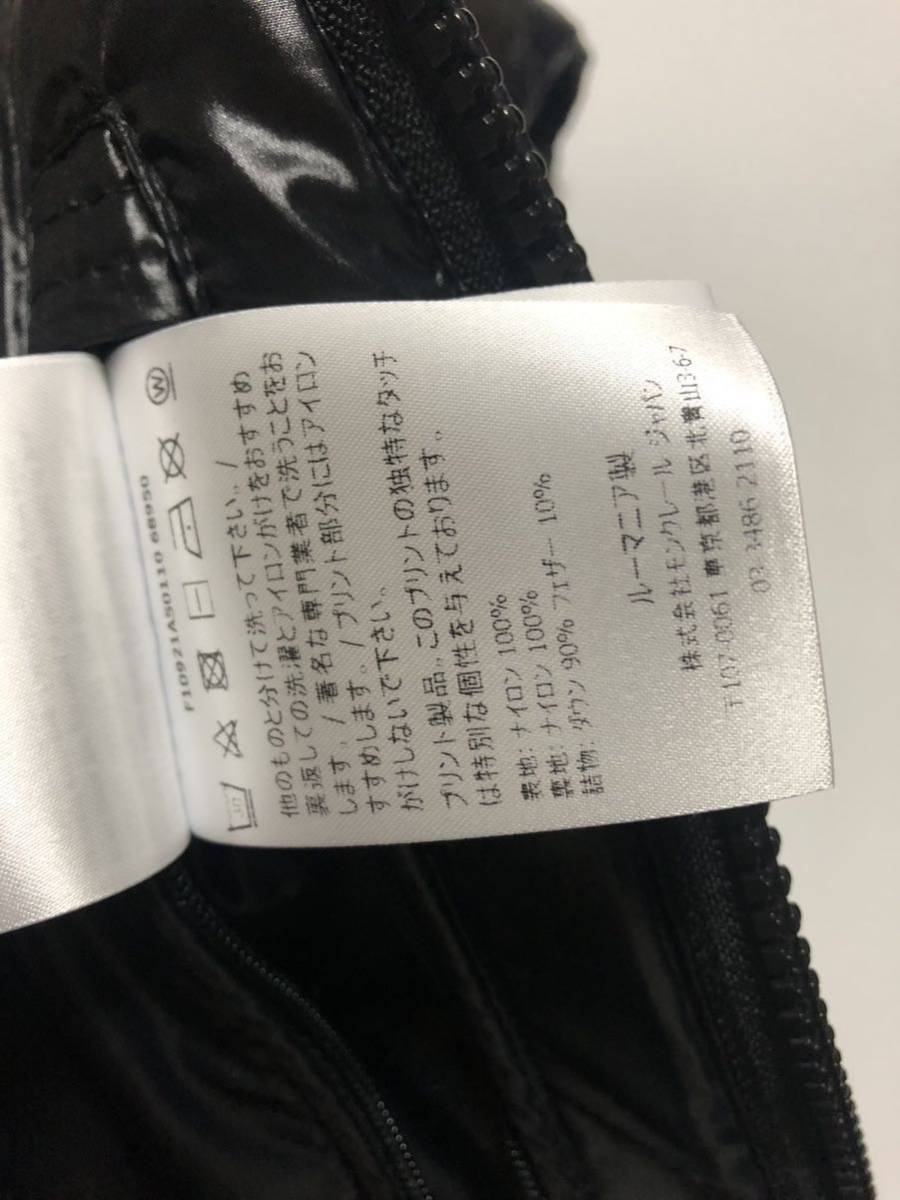 F10921A50110 68950
30
W
他のものと分けて洗って下さい。/
裏返しての洗濯とアイロンがけをおすすめ
します。/ 著名な専門業者で洗うことをお
すすめします。/プリント部分にはアイロン
がけしないで下さい。
プリント製品。このプリントの独特なタッチ
は特別な個性を与えております。
表地: ナイロン 100%
裏地: ナイロン 100%
詰物: ダウン 90% フェザー 10%
ルーマニア製
株式会社モンクレール ジャパン
〒107-0061 東京都港区北青山3-6-7
03 3486 2110